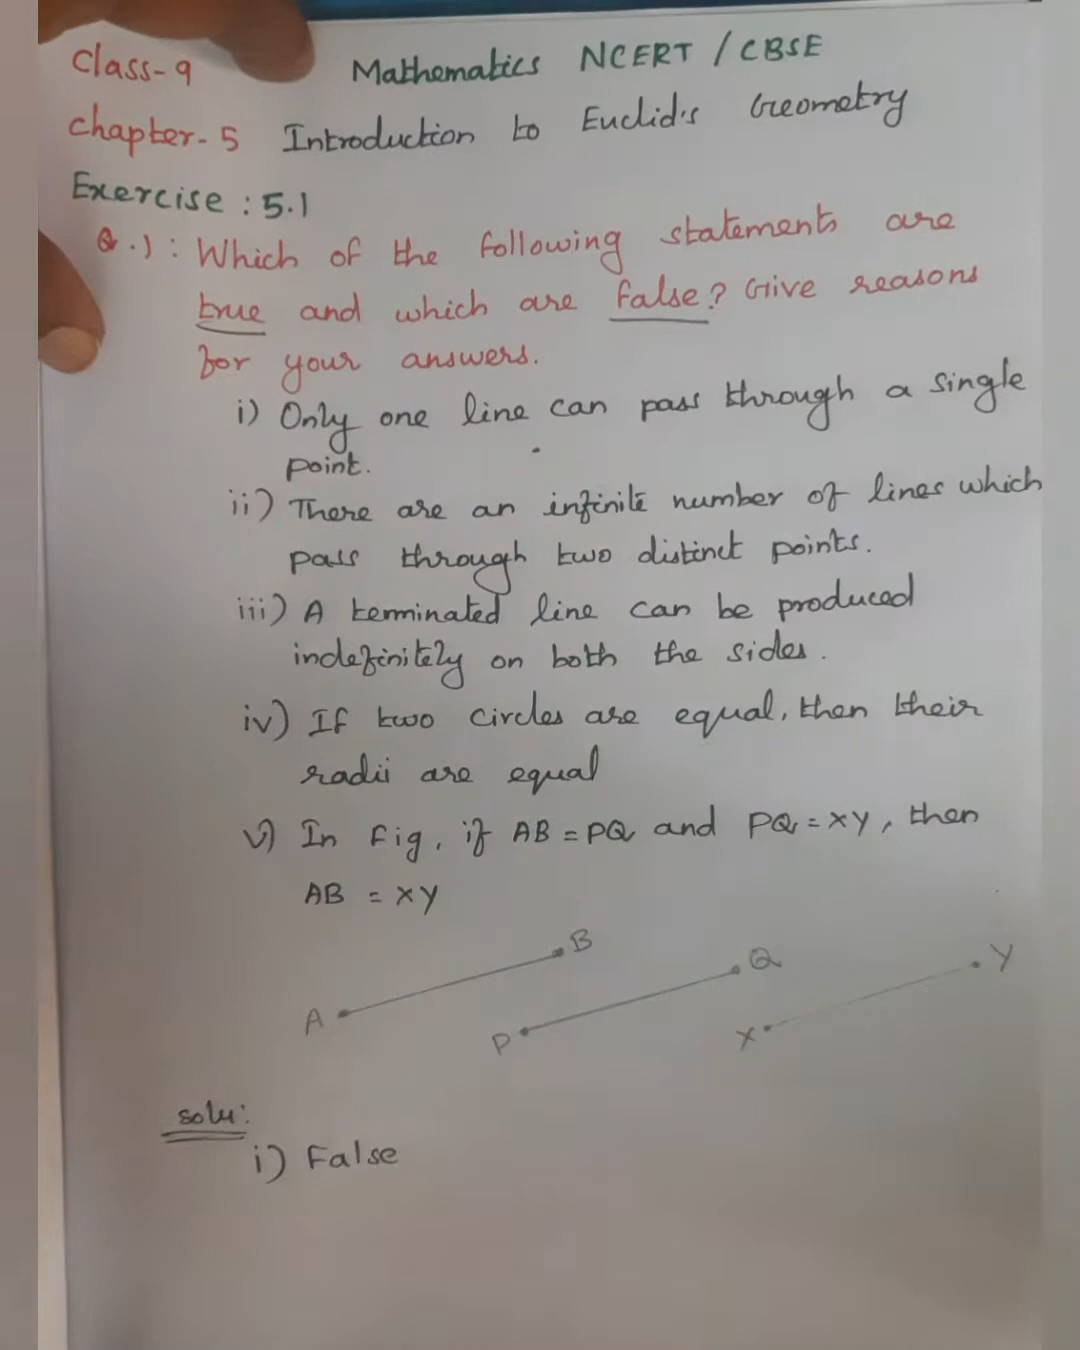 Class-9 Mathematics NCERT / CBSE
Chapter-5 Introduction to Euclid's Geometry
Exercise : 5.1
Q.1: Which of the following statements are
true and which are false? Give reasons
for your answers.
i) Only one line can pass through a single
point.
ii) There are an infinite number of lines which
pass through two distinct points.
iii) A terminated line can be produced
indefinitely on both the sides.
iv) If two circles are equal, then their
radii are equal
v) In Fig, if AB = PQ and PQ = XY, then
AB = XY
A B P Q X Y
solu:
i) False